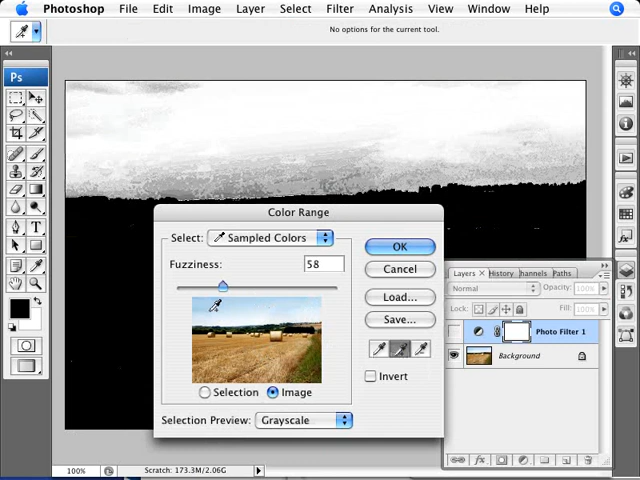 Photoshop File Edit Image Layer Select Filter Analysis View Window Help
No options for the current tool.
Ps
Color Range
Select: Sampled Colors
OK
Fuzziness: 58
Cancel
Load...
Save...
Invert
Selection Image
Selection Preview: Grayscale
Layers × History hannels Paths
Normal Opacity: 100%
Lock: Fill: 100%
Photo Filter 1
Background
fx
100% Scratch: 173.3M/2.06G